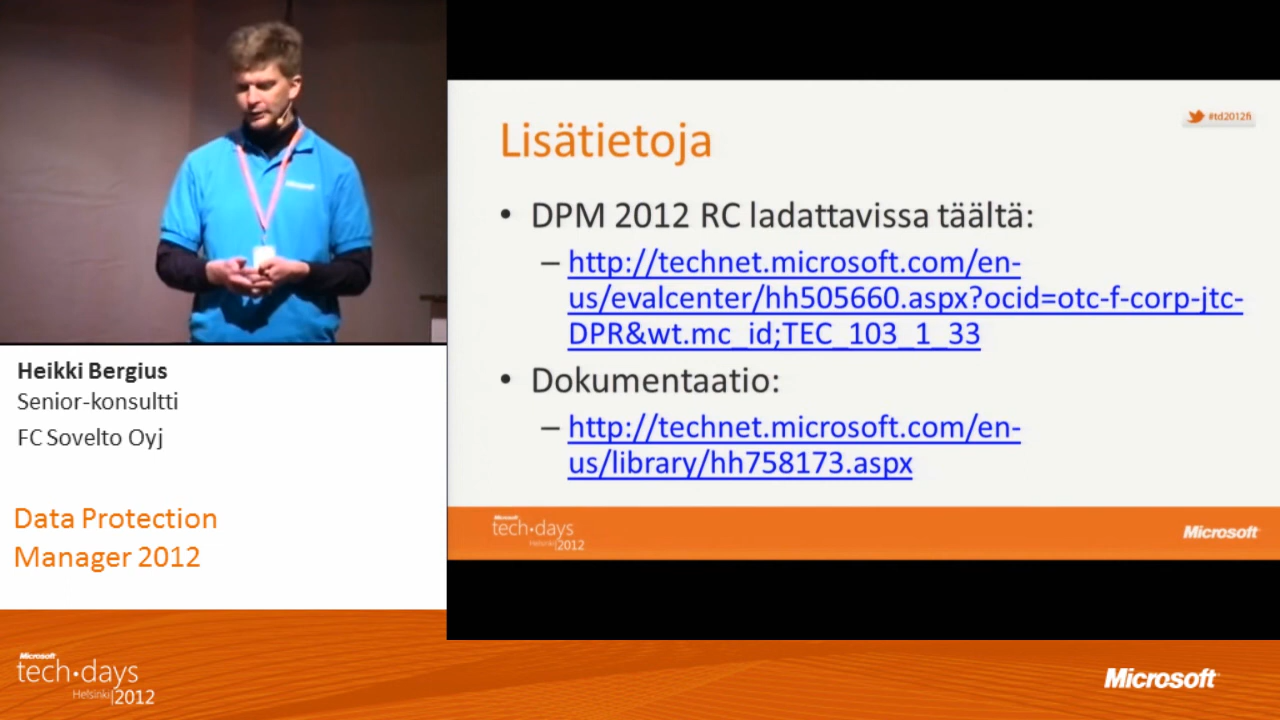 Microsoft
Heikki Bergius
Senior-konsultti
FC Sovelto Oyj
Data Protection
Manager 2012
Lisätietoja
#td2012fi
• DPM 2012 RC ladattavissa täältä:
– http://technet.microsoft.com/en-
us/evalcenter/hh505660.aspx?ocid=otc-f-corp-jtc-
DPR&wt.mc_id;TEC_103_1_33
• Dokumentaatio:
– http://technet.microsoft.com/en-
us/library/hh758173.aspx
Microsoft
tech·days
Helsinki|2012
Microsoft
Microsoft
tech·days
Helsinki|2012
Microsoft